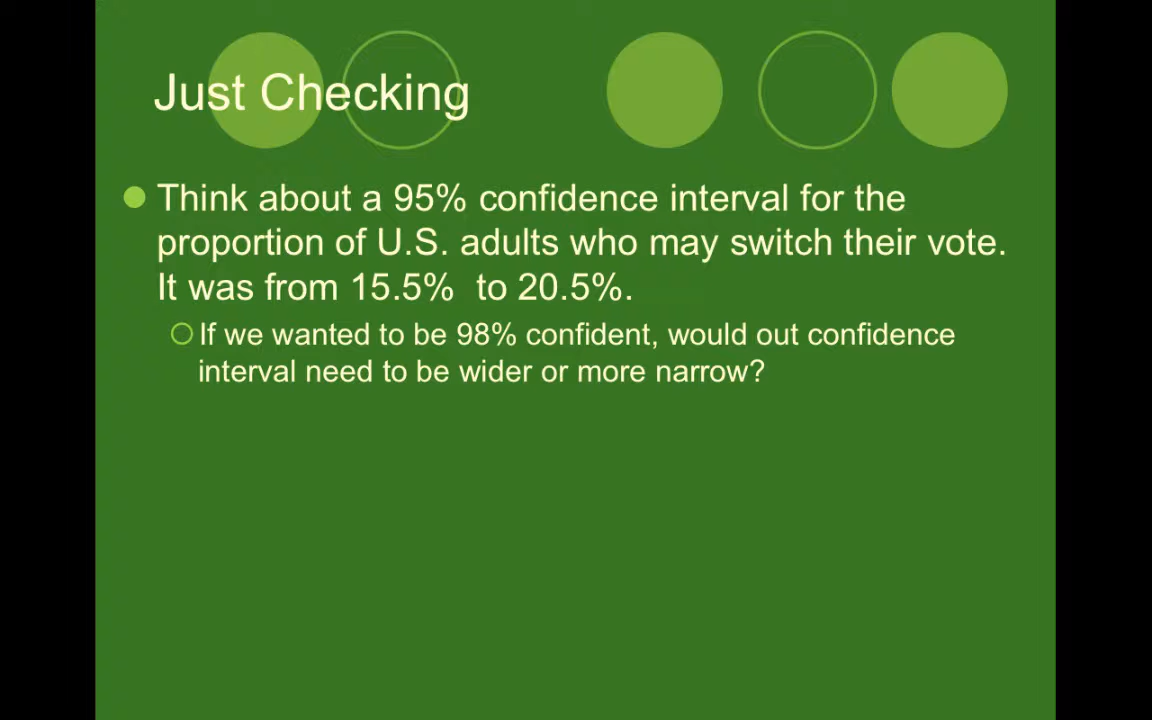 Just Checking
Think about a 95% confidence interval for the
proportion of U.S. adults who may switch their vote.
It was from 15.5%  to 20.5%.
If we wanted to be 98% confident, would out confidence
interval need to be wider or more narrow?